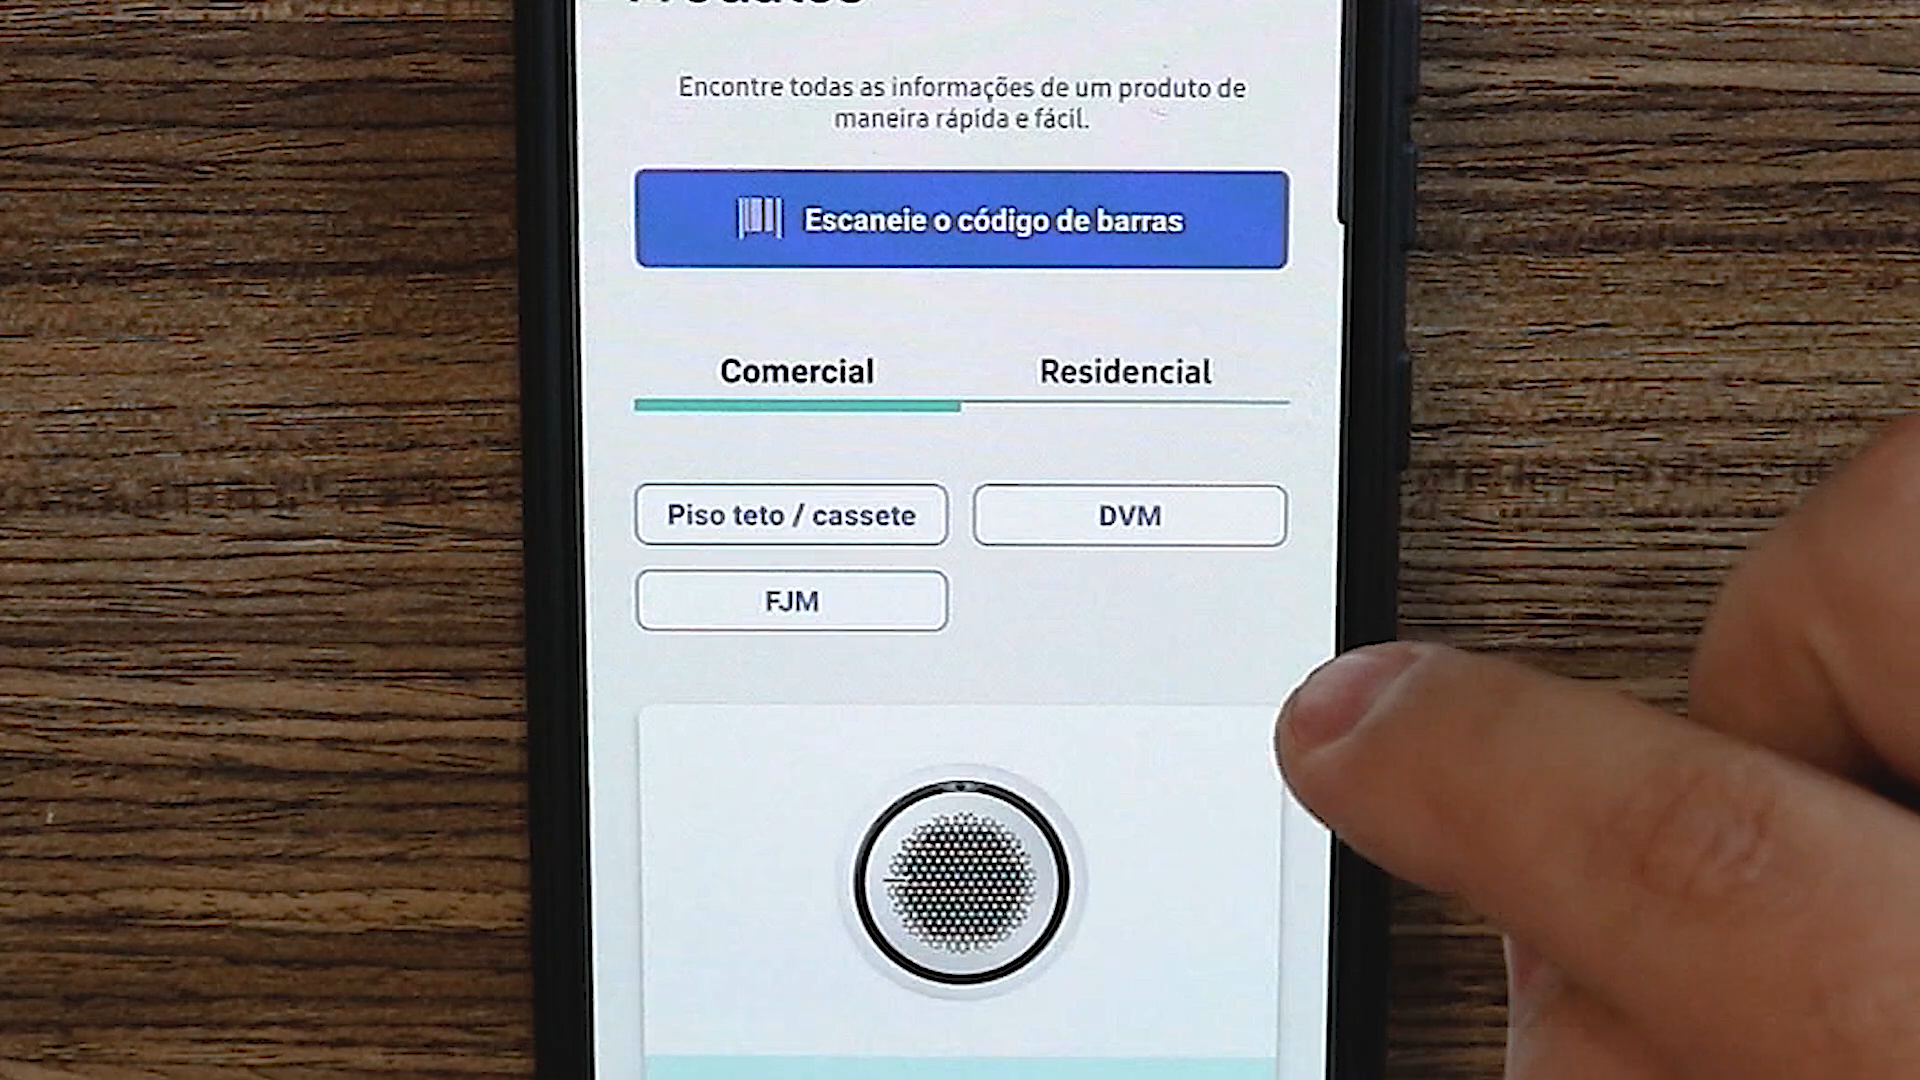 Produtos
Encontre todas as informações de um produto de
maneira rápida e fácil.
Escaneie o código de barras
Comercial
Residencial
Piso teto / cassete
DVM
FJM